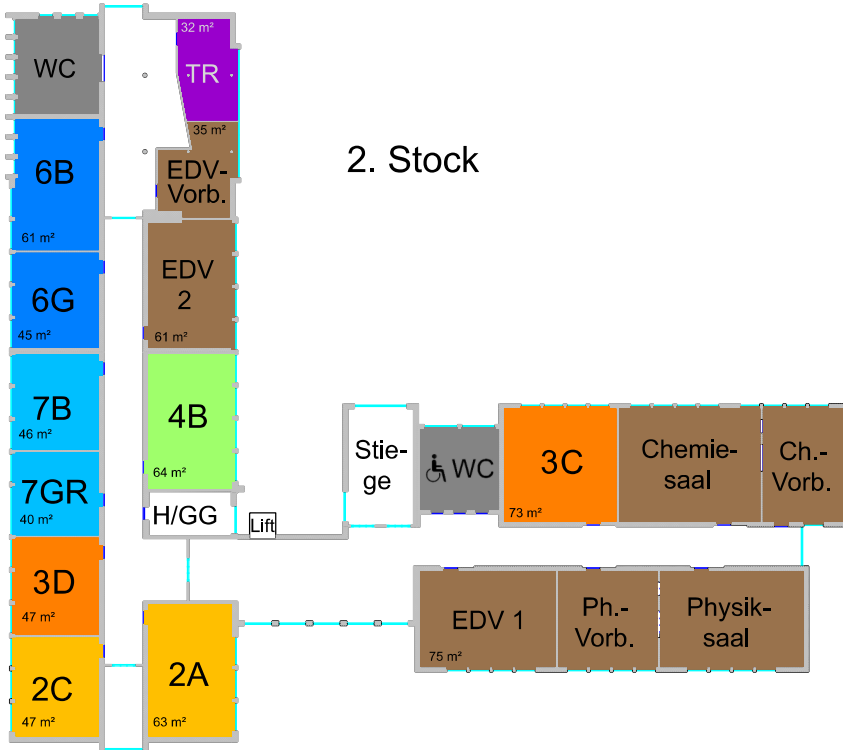 32 m²
TR
WC
35 m²
EDV-
Vorb.
2. Stock
6B
61 m²
EDV
2
61 m²
6G
45 m²
7B
46 m²
4B
64 m²
7GR
40 m²
H/GG
Lift
Stie-
ge
WC
3C
73 m²
Chemie-
saal
Ch.-
Vorb.
3D
47 m²
2C
47 m²
2A
63 m²
EDV 1
75 m²
Ph.-
Vorb.
Physik-
saal